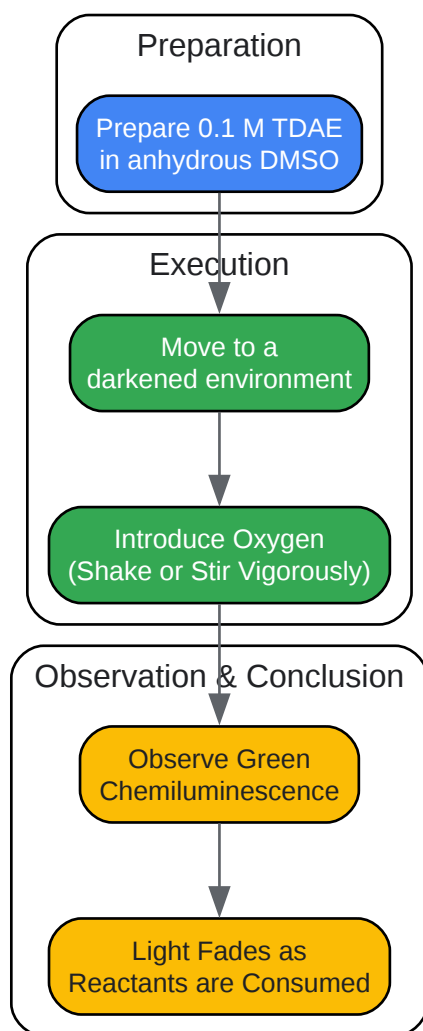 Preparation
Prepare 0.1 M TDAE
in anhydrous DMSO
Execution
Move to a
darkened environment
Introduce Oxygen
(Shake or Stir Vigorously)
Observation & Conclusion
Observe Green
Chemiluminescence
Light Fades as
Reactants are Consumed